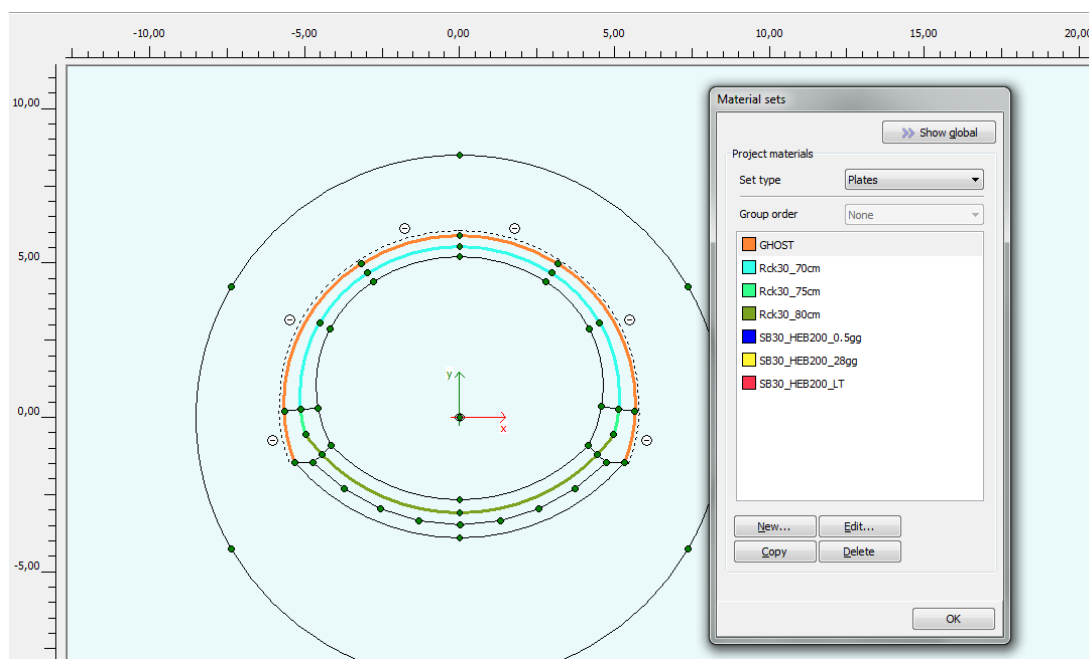 -10,00 -5,00 0,00 5,00 10,00 15,00 20,00
10,00
5,00
0,00
-5,00
y
x
Material sets
Show global
Project materials
Set type Plates
Group order None
GHOST
Rck30_70cm
Rck30_75cm
Rck30_80cm
SB30_HEB200_0.5gg
SB30_HEB200_28gg
SB30_HEB200_LT
New... Edit...
Copy Delete
OK